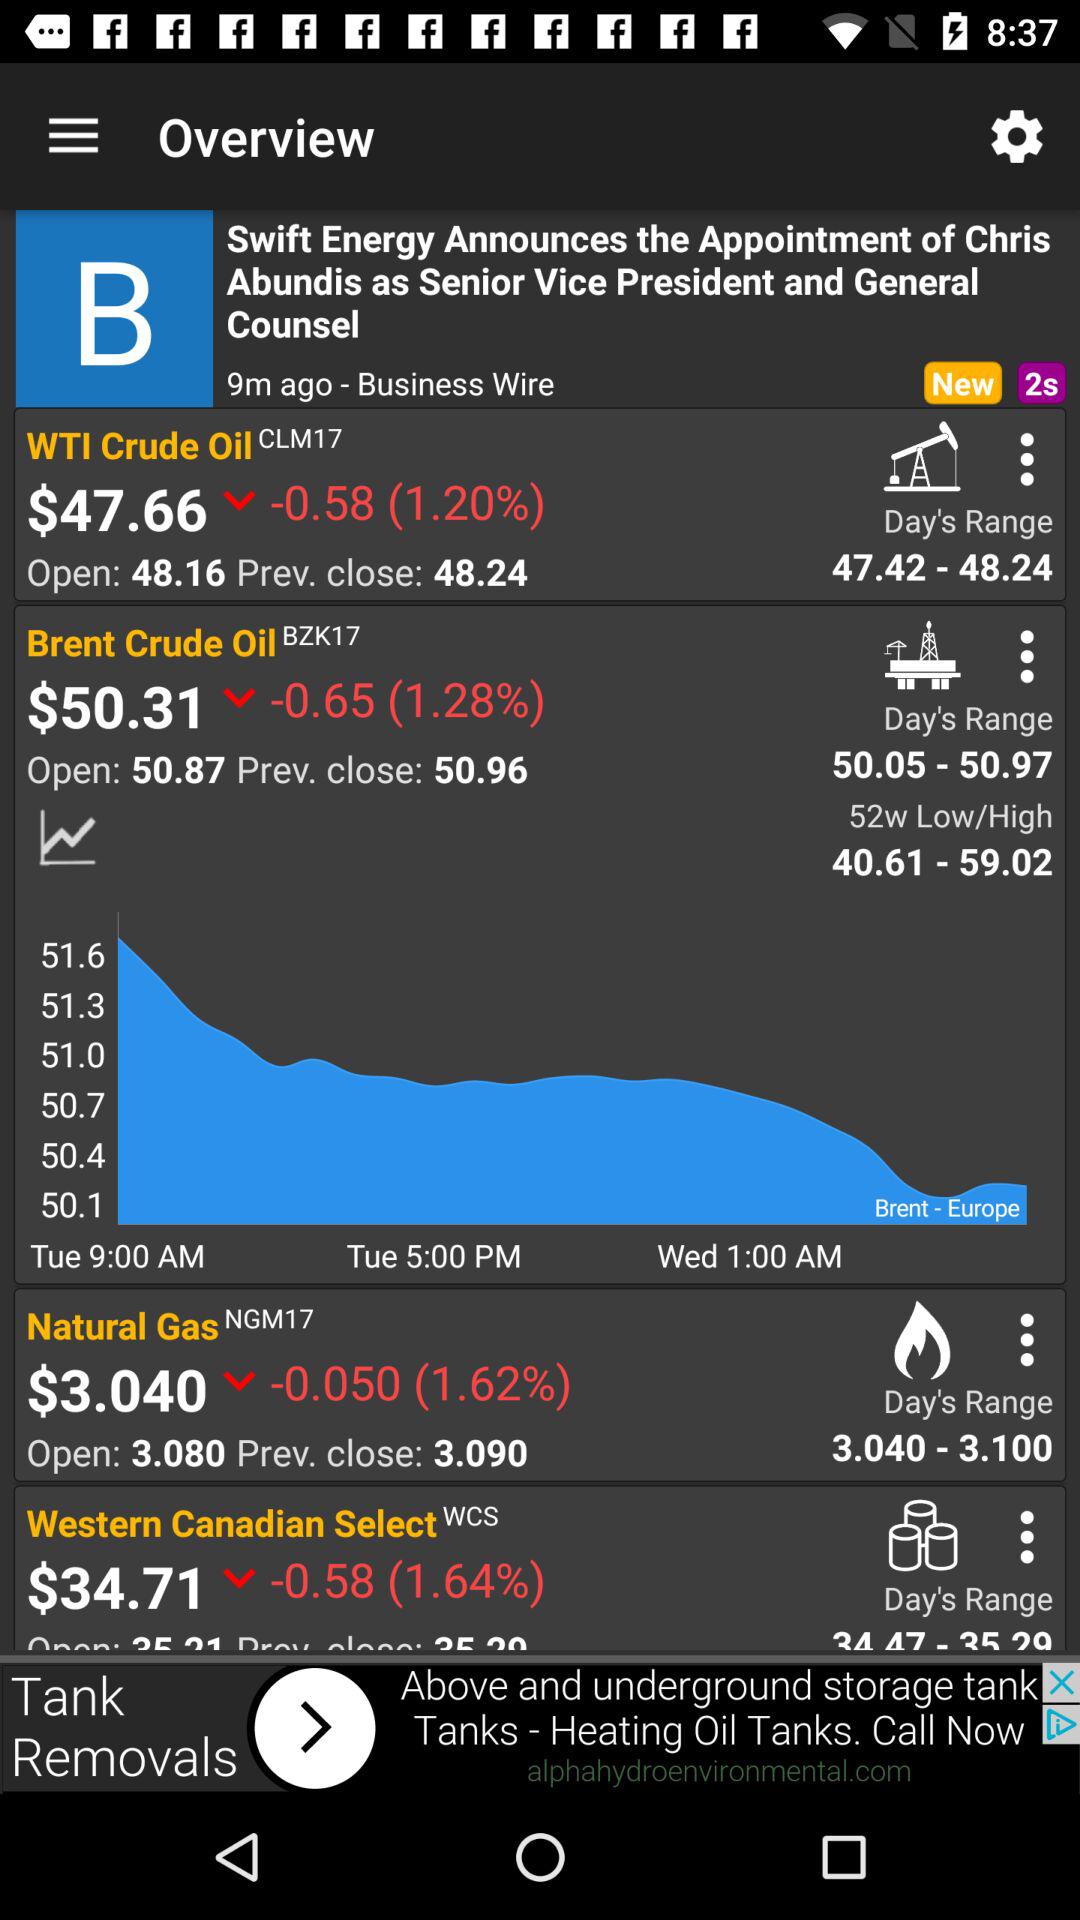 8:37
Overview
B
Swift Energy Announces the Appointment of Chris
Abundis as Senior Vice President and General
Counsel
9m ago - Business Wire New 2s
WTI Crude Oil CLM17
$47.66 -0.58 (1.20%)
Day's Range
Open: 48.16 Prev. close: 48.24
47.42 - 48.24
Brent Crude Oil BZK17
$50.31 -0.65 (1.28%)
Day's Range
Open: 50.87 Prev. close: 50.96
50.05 - 50.97
52w Low/High
40.61 - 59.02
51.6
51.3
51.0
50.7
50.4
50.1
Brent - Europe
Tue 9:00 AM Tue 5:00 PM Wed 1:00 AM
Natural Gas NGM17
$3.040 -0.050 (1.62%)
Day's Range
Open: 3.080 Prev. close: 3.090
3.040 - 3.100
Western Canadian Select WCS
$34.71 -0.58 (1.64%)
Day's Range
Open: 35.21 Prev. close: 35.29
34.47 - 35.29
Tank
Removals
Above and underground storage tank
Tanks - Heating Oil Tanks. Call Now
alphahydroenvironmental.com